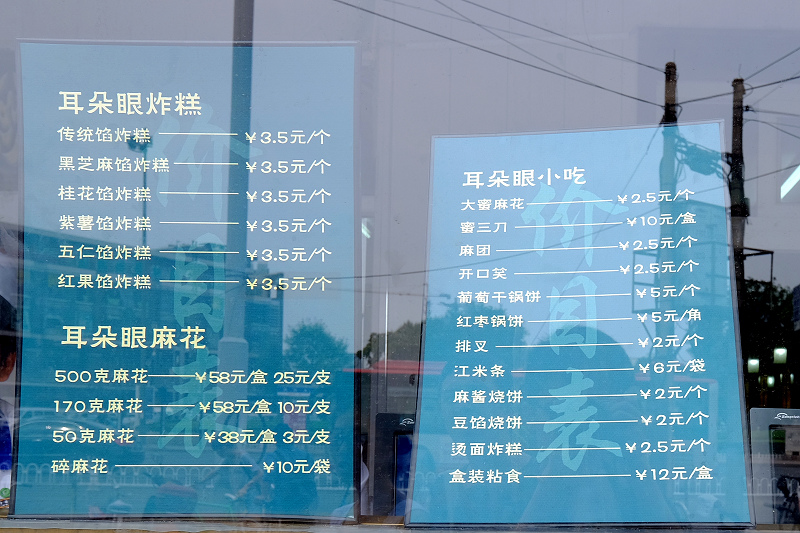 耳朵眼炸糕
传统馅炸糕 ¥3.5元/个
黑芝麻馅炸糕 ¥3.5元/个
桂花馅炸糕 ¥3.5元/个
紫薯馅炸糕 ¥3.5元/个
五仁馅炸糕 ¥3.5元/个
红果馅炸糕 ¥3.5元/个
耳朵眼麻花
500克麻花 ¥58元/盒 25元/支
170克麻花 ¥58元/盒 10元/支
50克麻花 ¥38元/盒 3元/支
碎麻花 ¥10元/袋
价目表
耳朵眼小吃
大蜜麻花 ¥2.5元/个
蜜三刀 ¥10元/盒
麻团 ¥2.5元/个
开口笑 ¥2.5元/个
葡萄干锅饼 ¥5元/个
红枣锅饼 ¥5元/角
排叉 ¥2元/个
江米条 ¥6元/袋
麻酱烧饼 ¥2元/个
豆馅烧饼 ¥2元/个
烫面炸糕 ¥2.5元/个
盒装粘食 ¥12元/盒
价目表